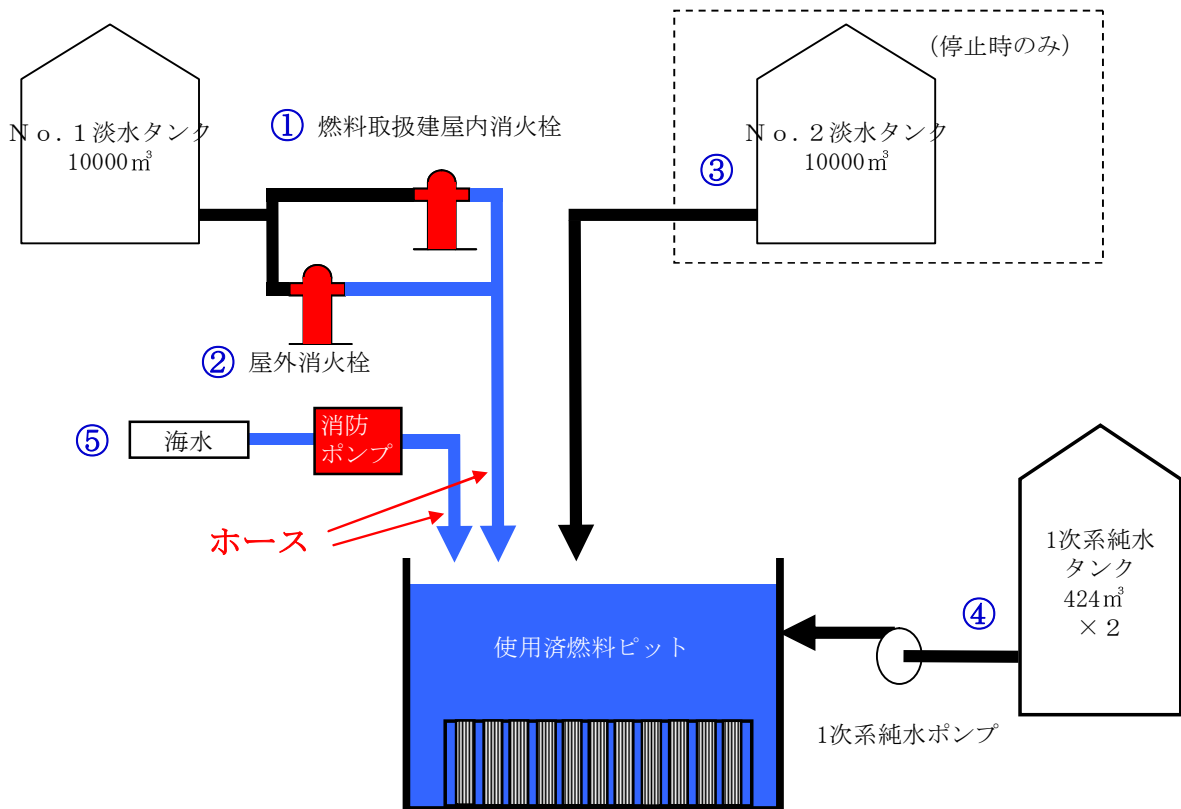 (停止時のみ)
Ｎｏ．１淡水タンク
10000㎥
① 燃料取扱建屋内消火栓
Ｎｏ．２淡水タンク
10000㎥
③
② 屋外消火栓
⑤
海水
消防
ポンプ
ホース
1次系純水
タンク
424㎥
×２
④
使用済燃料ピット
1次系純水ポンプ